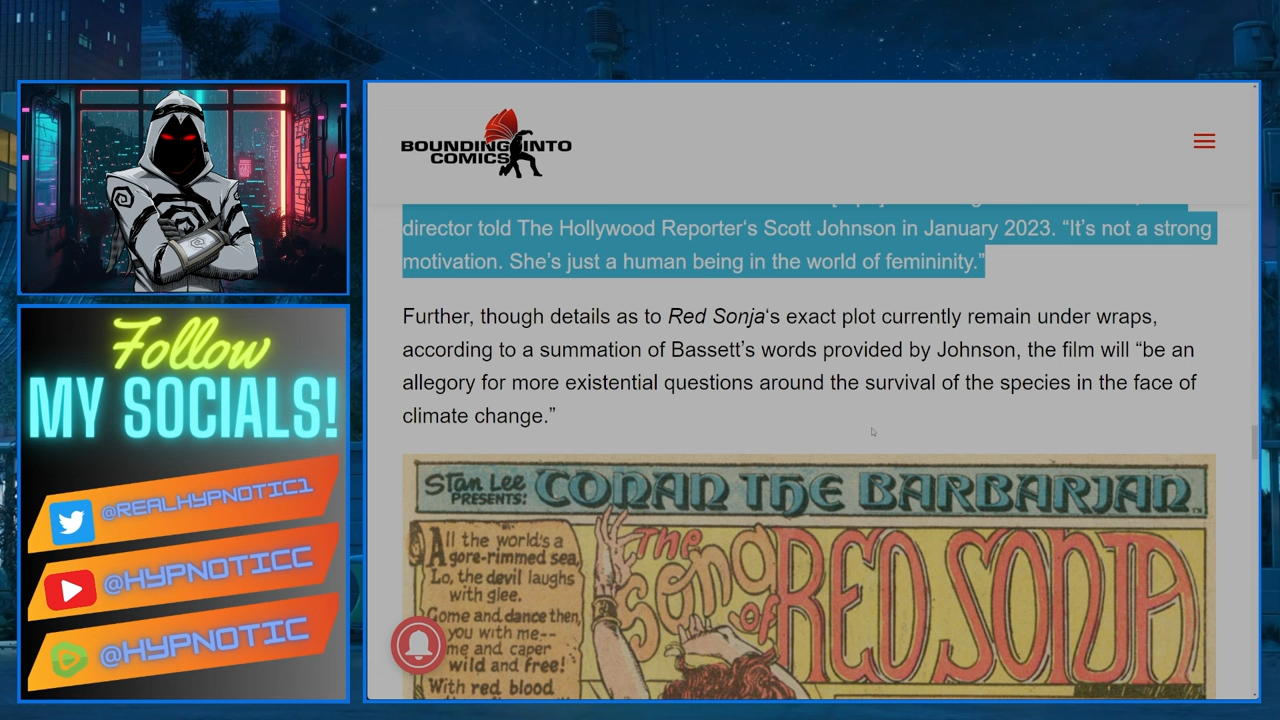 Follow
MY SOCIALS!
@REALHYPNOTIC1
@HYPNOTICC
@HYPNOTIC
BOUNDING INTO
COMICS
director told The Hollywood Reporter's Scott Johnson in January 2023. “It’s not a strong
motivation. She’s just a human being in the world of femininity.”
Further, though details as to Red Sonja‘s exact plot currently remain under wraps,
according to a summation of Bassett’s words provided by Johnson, the film will “be an
allegory for more existential questions around the survival of the species in the face of
climate change.”
STAN LEE
PRESENTS:
CONAN THE BARBARIAN
All the world's a
gore-rimmed sea,
Lo, the devil laughs
with glee.
Come and dance then,
you with me--
me and caper
wild and free!
With red blood
The
Song
of
RED SONJA